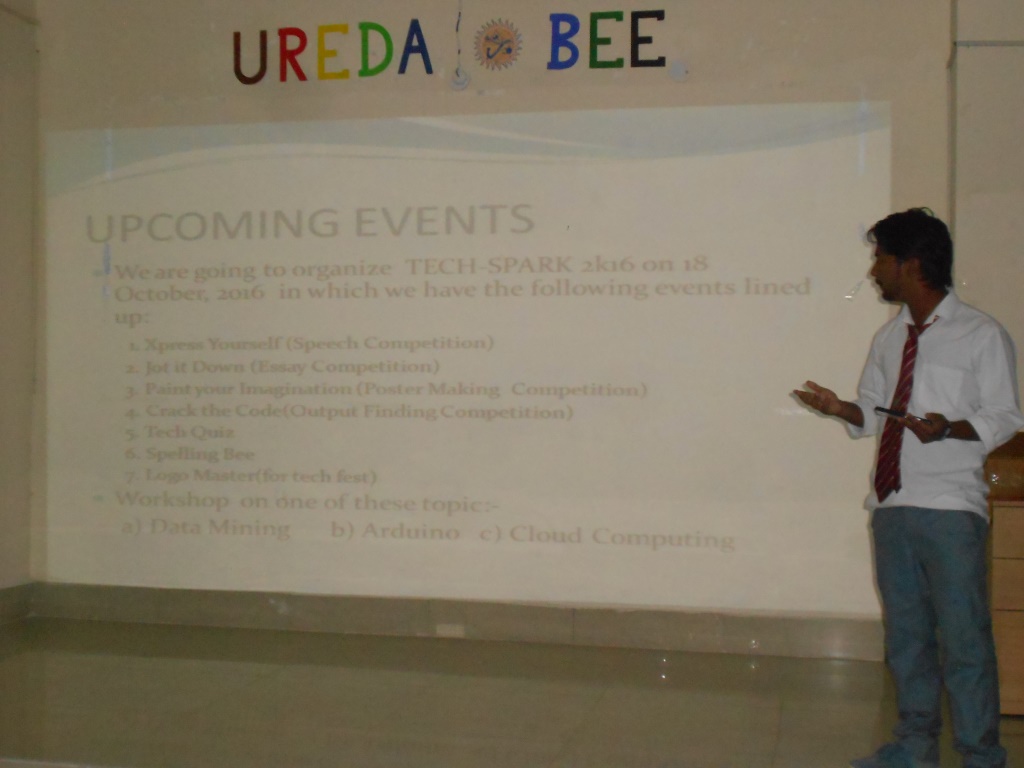 UREDA BEE
UPCOMING EVENTS
We are going to organize TECH-SPARK 2k16 on 18
October, 2016 in which we have the following events lined
up:
1. Xpress Yourself (Speech Competition)
2. Jot it Down (Essay Competition)
3. Paint your Imagination (Poster Making Competition)
4. Crack the Code(Output Finding Competition)
5. Tech Quiz
6. Spelling Bee
7. Logo Master(for tech fest)
Workshop on one of these topic:-
a) Data Mining b) Arduino c) Cloud Computing